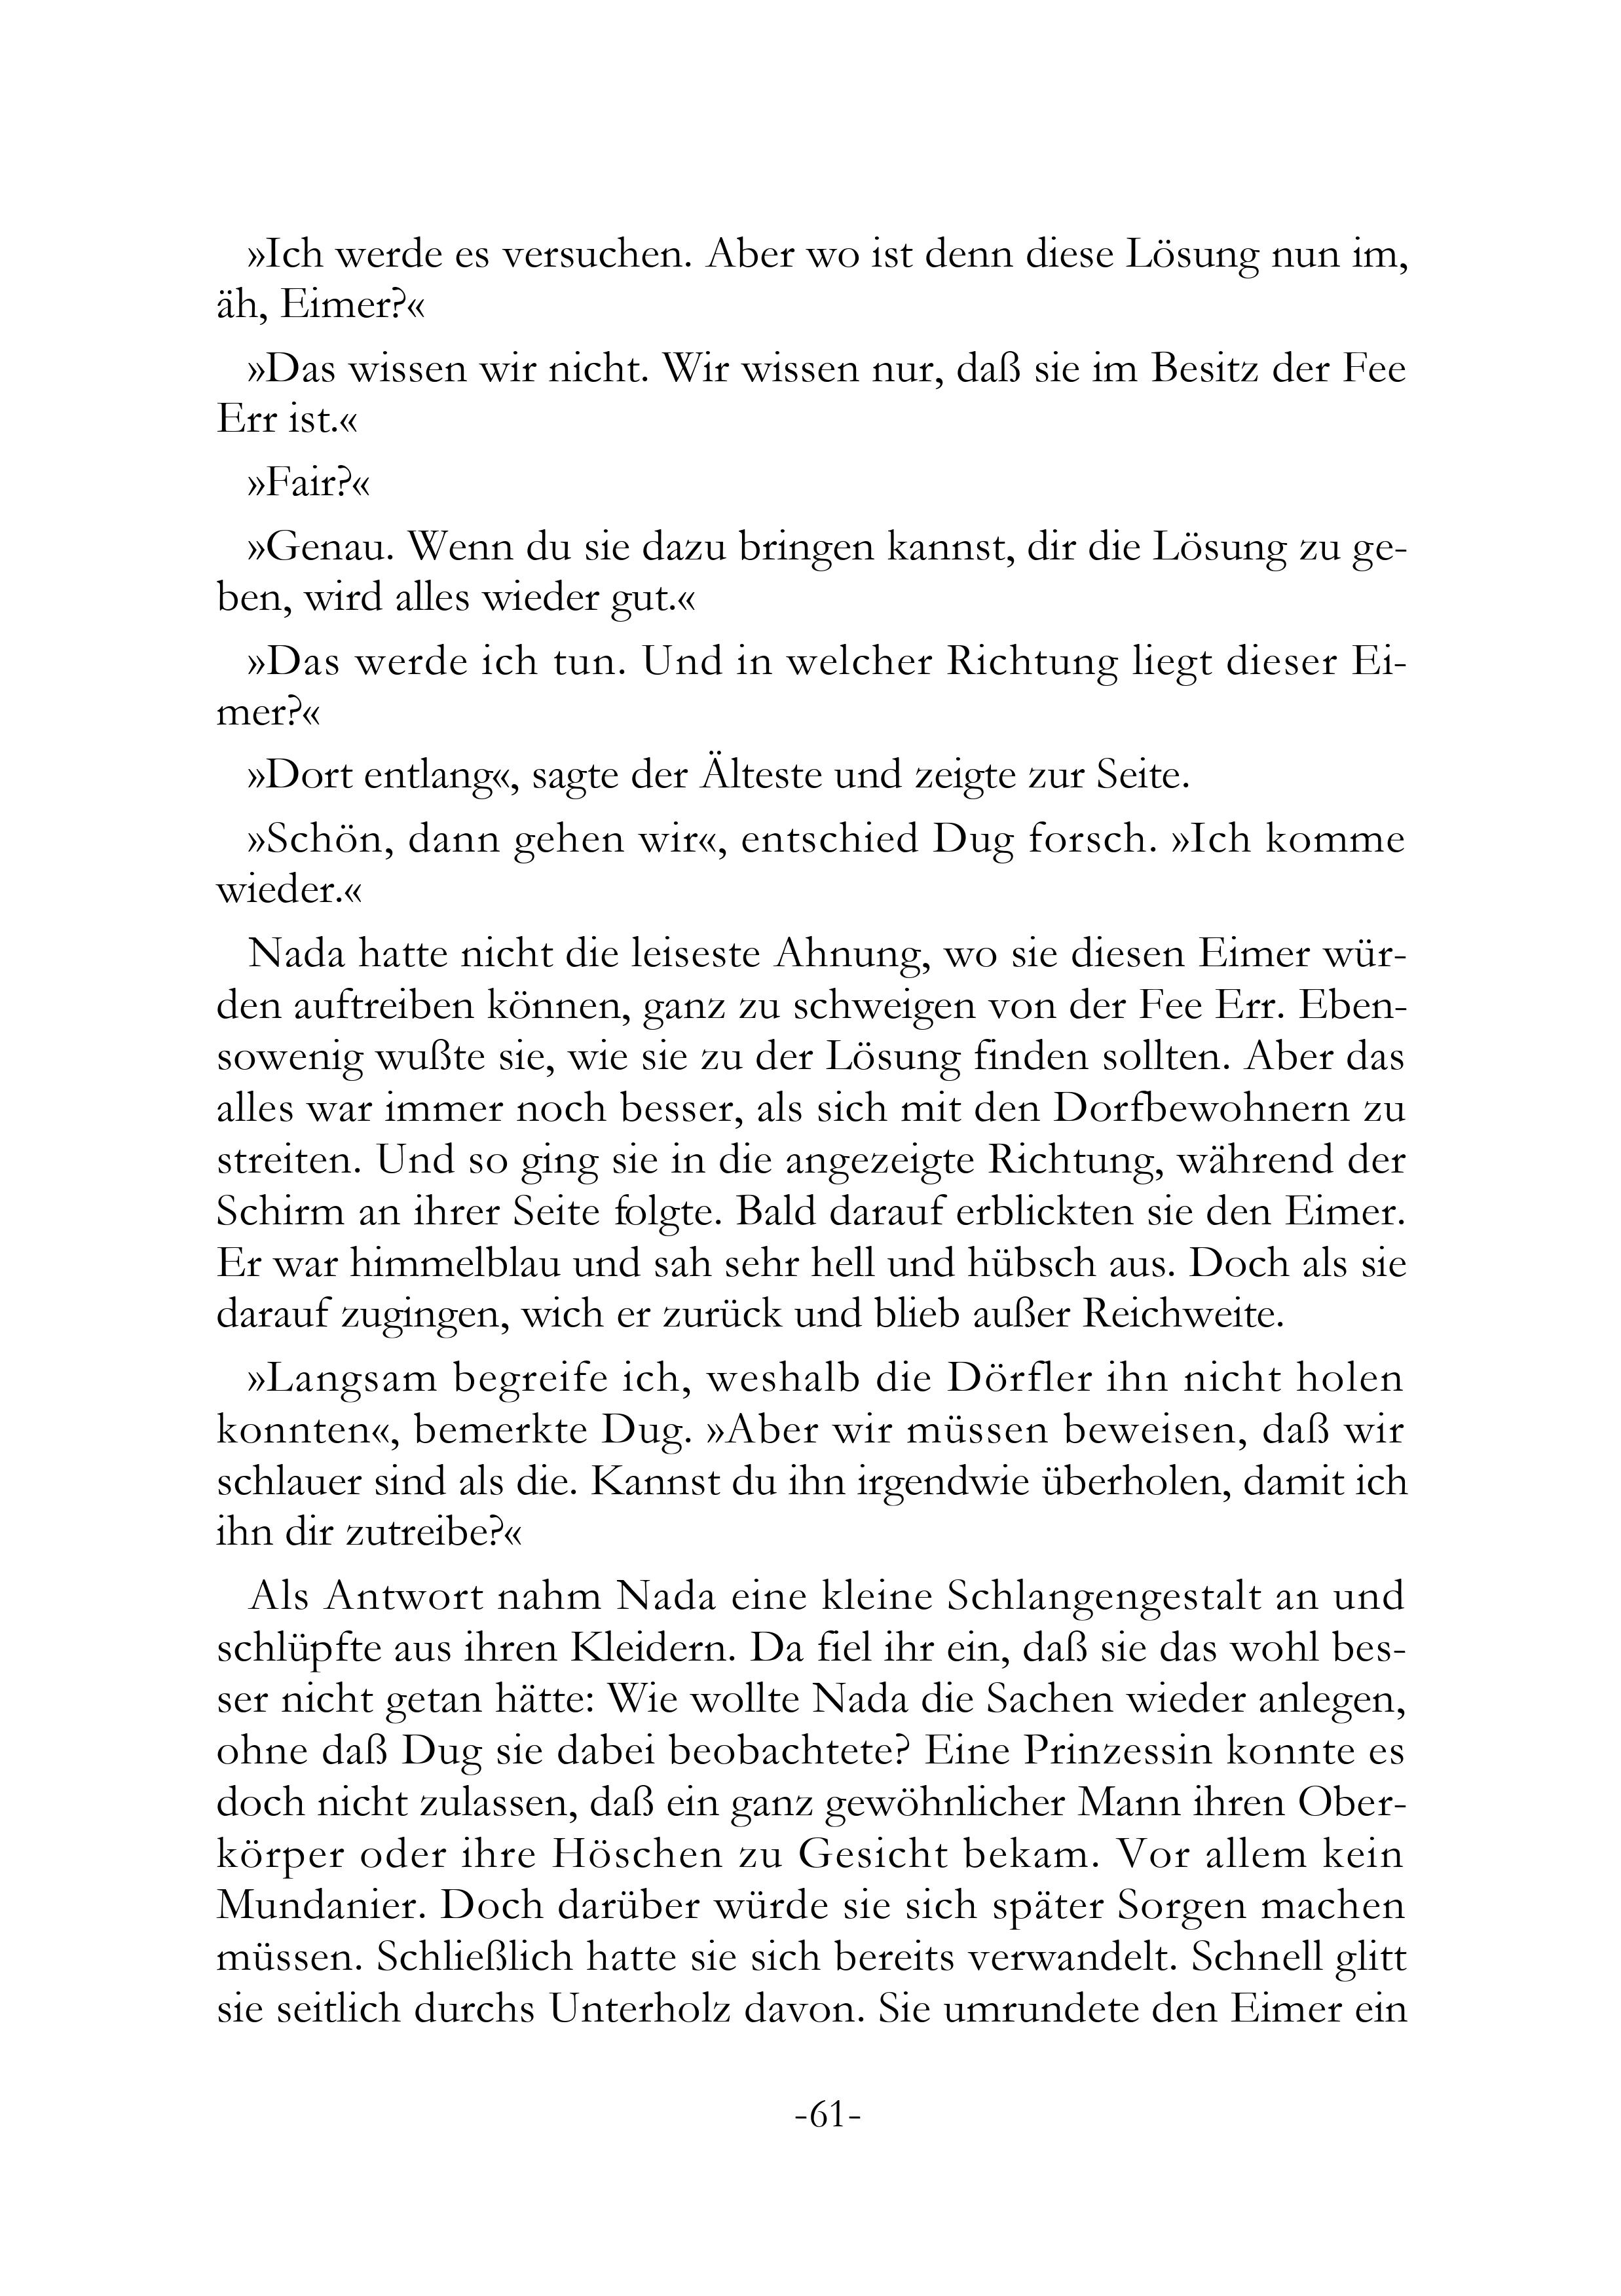 »Ich werde es versuchen. Aber wo ist denn diese Lösung nun im,
äh, Eimer?«
»Das wissen wir nicht. Wir wissen nur, daß sie im Besitz der Fee
Err ist.«
»Fair?«
»Genau. Wenn du sie dazu bringen kannst, dir die Lösung zu ge-
ben, wird alles wieder gut.«
»Das werde ich tun. Und in welcher Richtung liegt dieser Ei-
mer?«
»Dort entlang«, sagte der Älteste und zeigte zur Seite.
»Schön, dann gehen wir«, entschied Dug forsch. »Ich komme
wieder.«
Nada hatte nicht die leiseste Ahnung, wo sie diesen Eimer wür-
den auftreiben können, ganz zu schweigen von der Fee Err. Eben-
sowenig wußte sie, wie sie zu der Lösung finden sollten. Aber das
alles war immer noch besser, als sich mit den Dorfbewohnern zu
streiten. Und so ging sie in die angezeigte Richtung, während der
Schirm an ihrer Seite folgte. Bald darauf erblickten sie den Eimer.
Er war himmelblau und sah sehr hell und hübsch aus. Doch als sie
darauf zugingen, wich er zurück und blieb außer Reichweite.
»Langsam begreife ich, weshalb die Dörfler ihn nicht holen
konnten«, bemerkte Dug. »Aber wir müssen beweisen, daß wir
schlauer sind als die. Kannst du ihn irgendwie überholen, damit ich
ihn dir zutreibe?«
Als Antwort nahm Nada eine kleine Schlangengestalt an und
schlüpfte aus ihren Kleidern. Da fiel ihr ein, daß sie das wohl bes-
ser nicht getan hätte: Wie wollte Nada die Sachen wieder anlegen,
ohne daß Dug sie dabei beobachtete? Eine Prinzessin konnte es
doch nicht zulassen, daß ein ganz gewöhnlicher Mann ihren Ober-
körper oder ihre Höschen zu Gesicht bekam. Vor allem kein
Mundanier. Doch darüber würde sie sich später Sorgen machen
müssen. Schließlich hatte sie sich bereits verwandelt. Schnell glitt
sie seitlich durchs Unterholz davon. Sie umrundete den Eimer ein
-61-